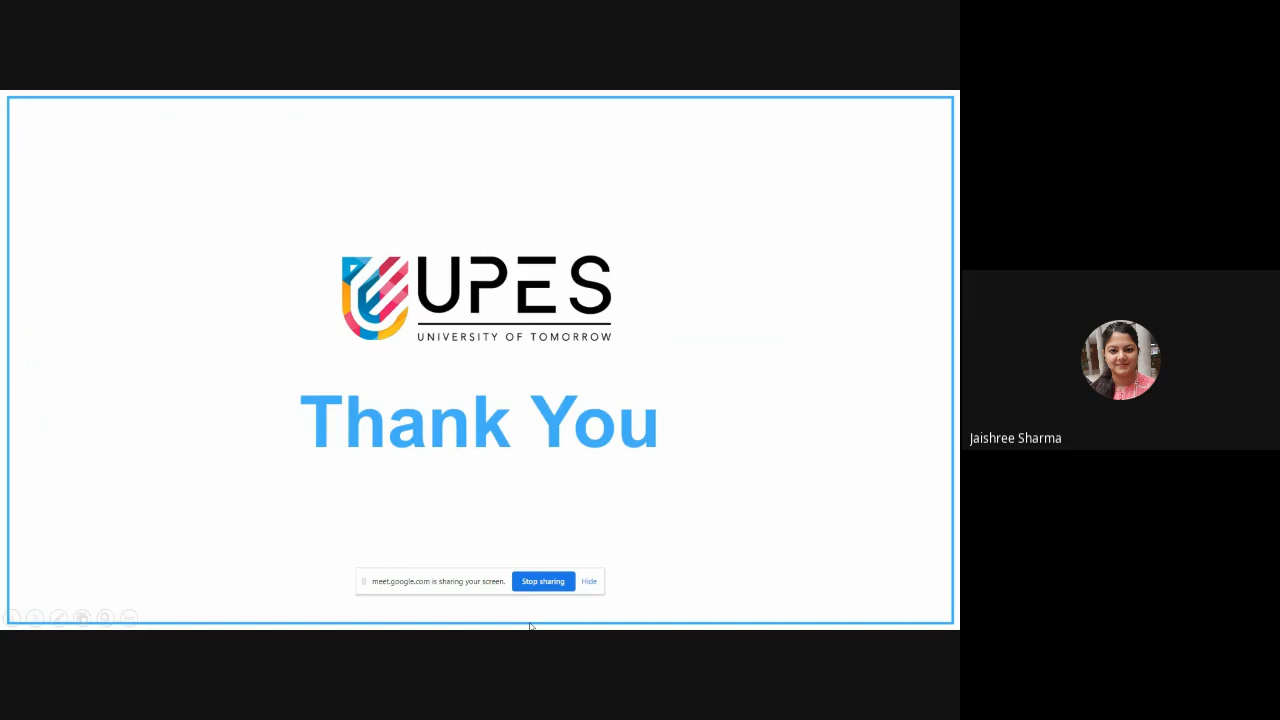 UPES
UNIVERSITY OF TOMORROW
Thank You
meet.google.com is sharing your screen. Stop sharing Hide
Jaishree Sharma